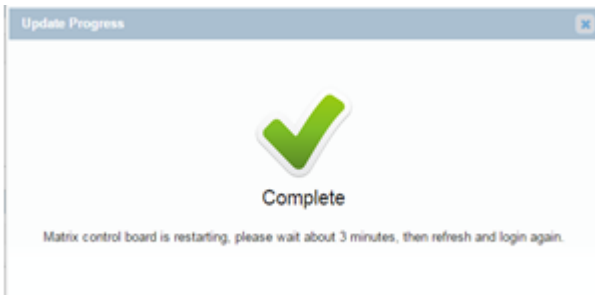 Update Progress
Complete
Matrix control board is restarting, please wait about 3 minutes, then refresh and login again.